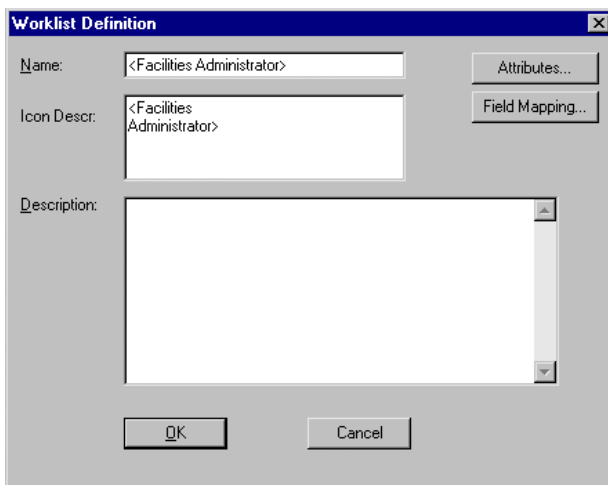 Worklist Definition
Name: <Facilities Administrator> Attributes...
Icon Descr: <Facilities
Administrator> Field Mapping...
Description:
OK Cancel